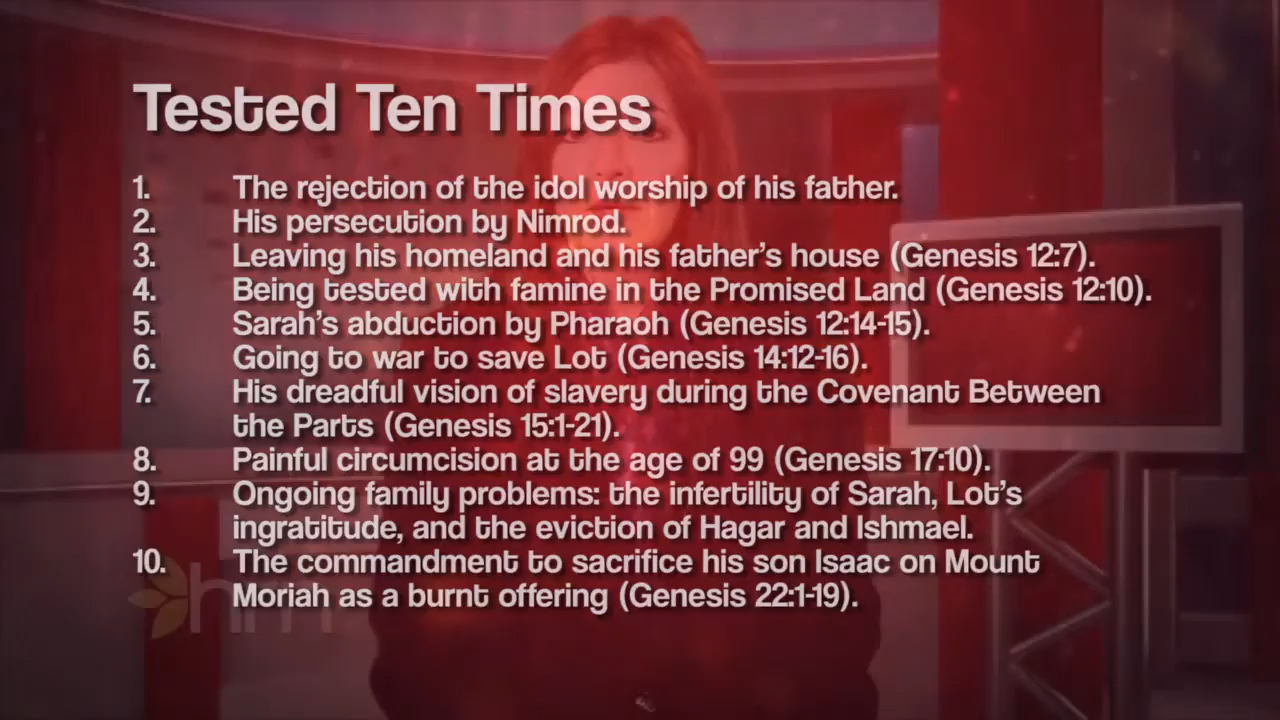 Tested Ten Times
1. The rejection of the idol worship of his father.
2. His persecution by Nimrod.
3. Leaving his homeland and his father's house (Genesis 12:7).
4. Being tested with famine in the Promised Land (Genesis 12:10).
5. Sarah's abduction by Pharaoh (Genesis 12:14-15).
6. Going to war to save Lot (Genesis 14:12-16).
7. His dreadful vision of slavery during the Covenant Between
the Parts (Genesis 15:1-21).
8. Painful circumcision at the age of 99 (Genesis 17:10).
9. Ongoing family problems: the infertility of Sarah, Lot's
ingratitude, and the eviction of Hagar and Ishmael.
10. The commandment to sacrifice his son Isaac on Mount
Moriah as a burnt offering (Genesis 22:1-19).